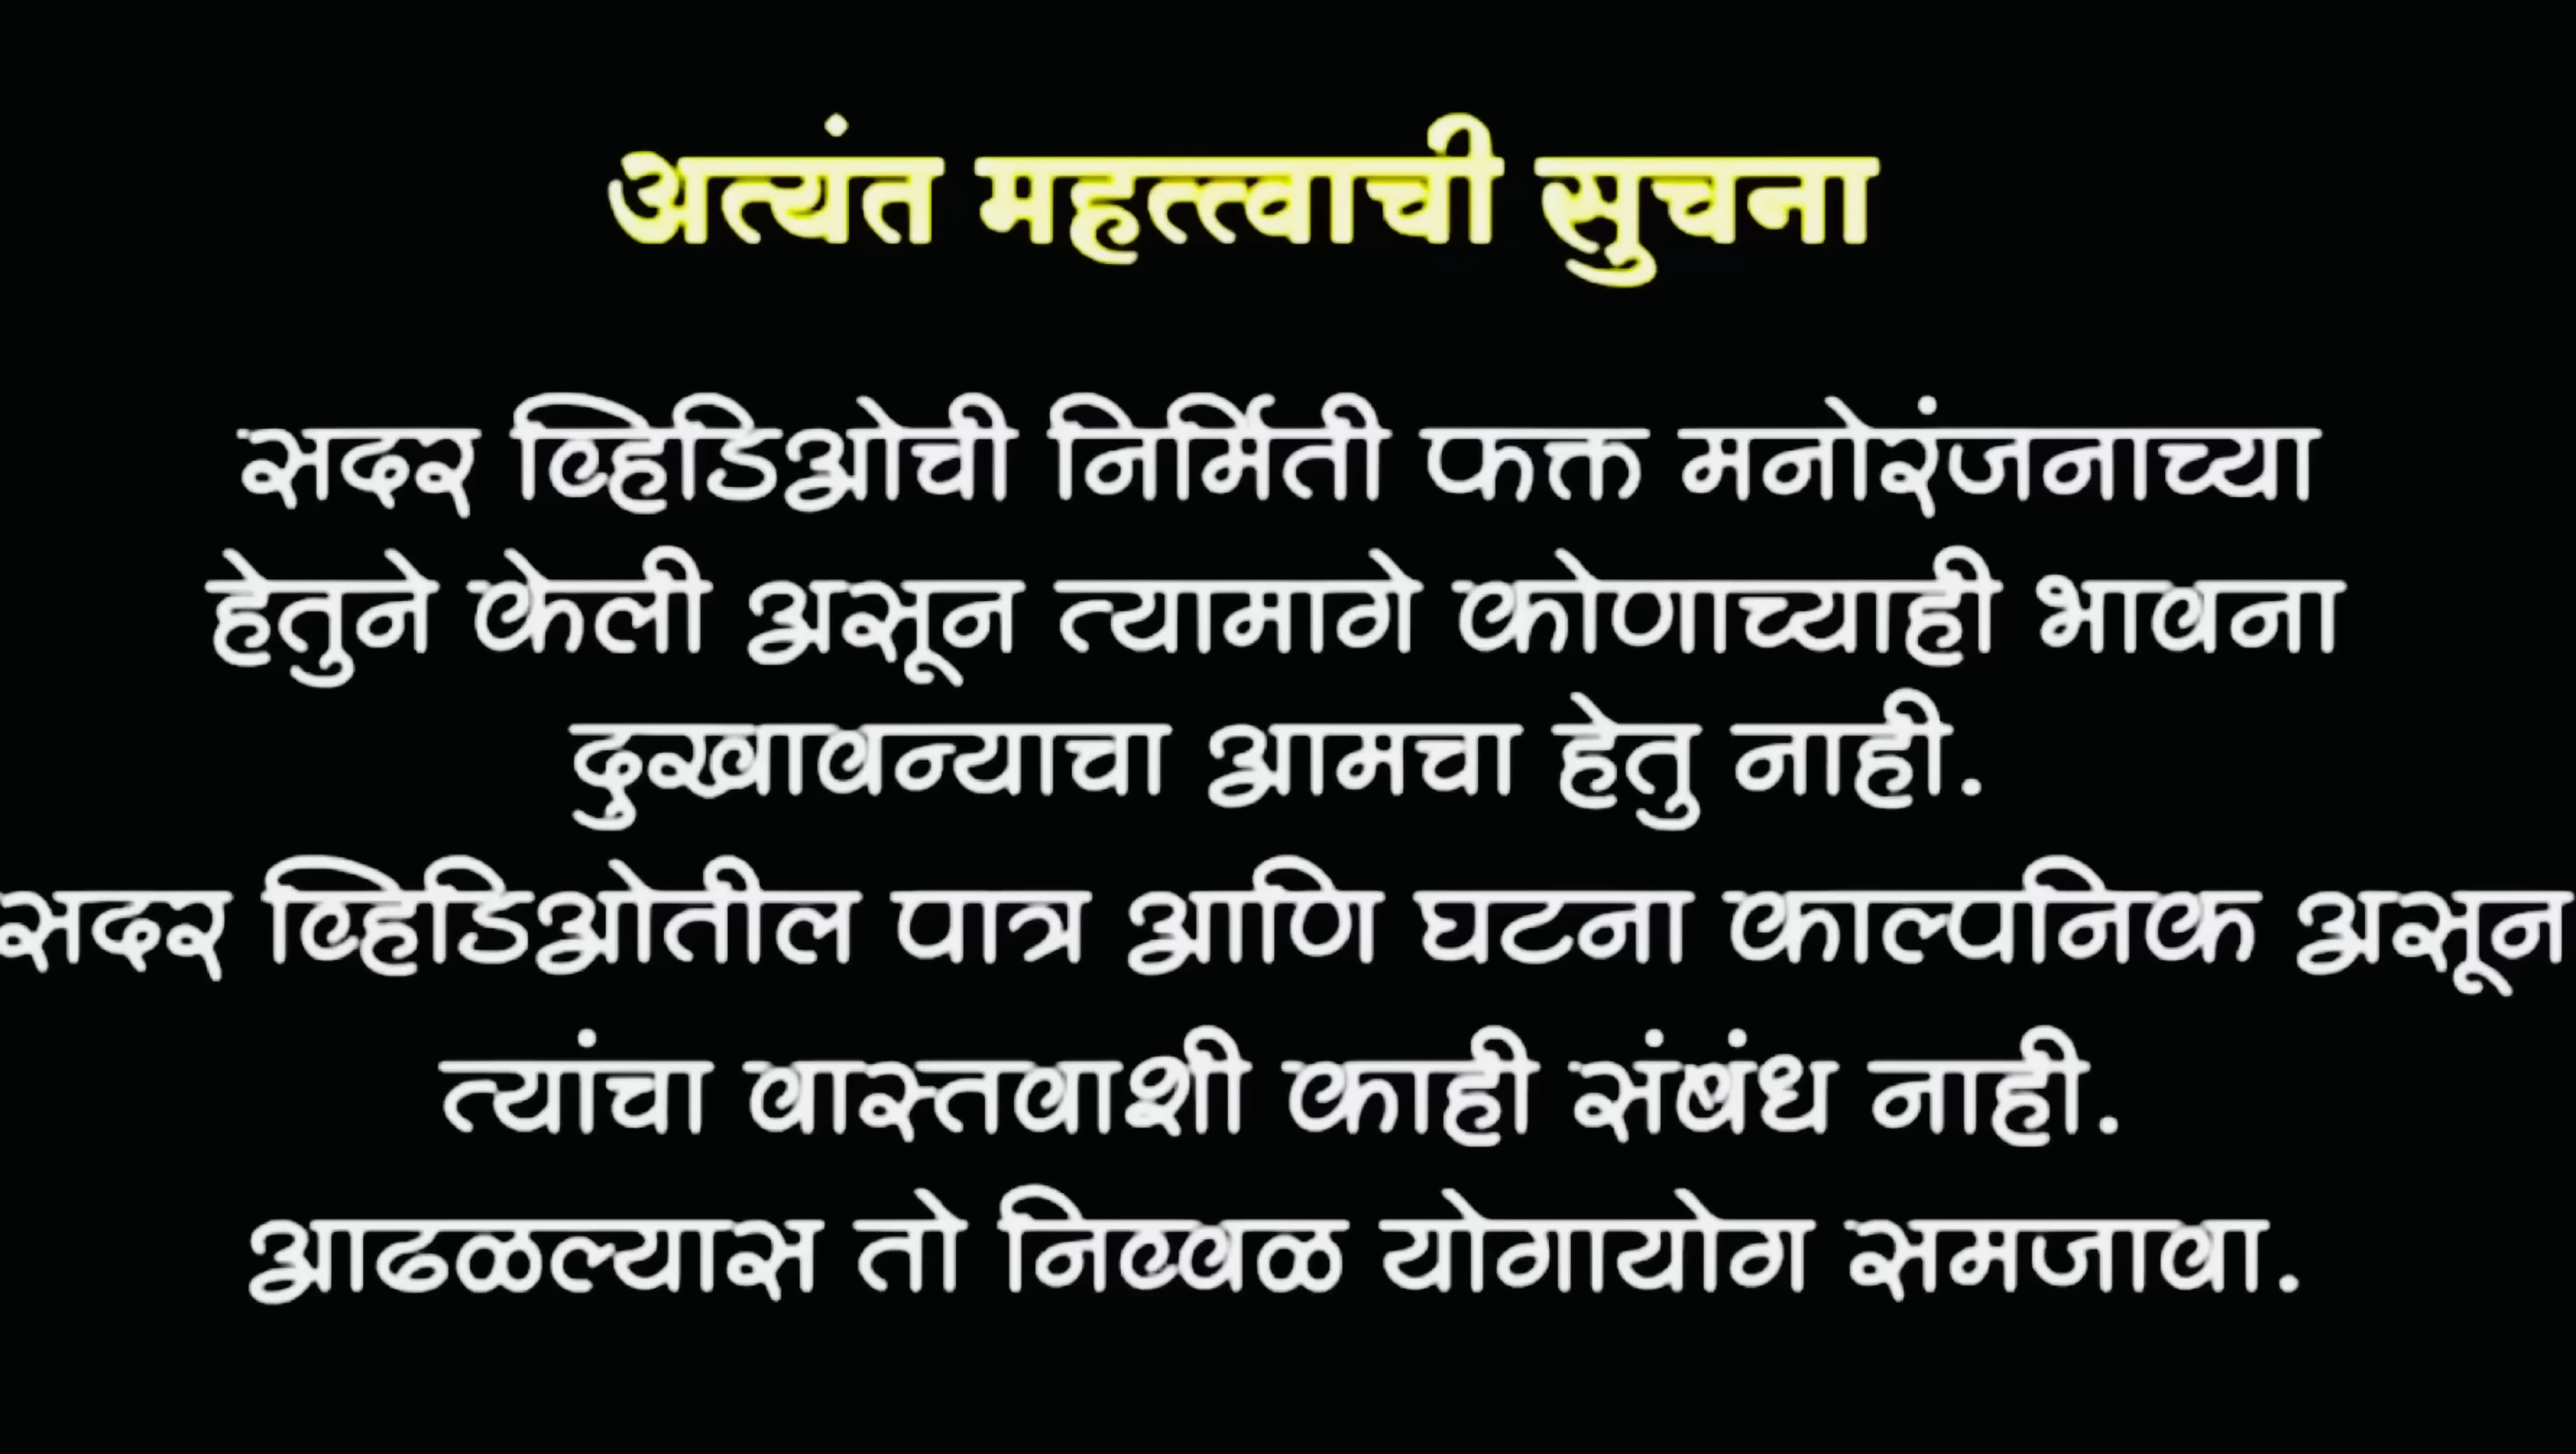 अत्यंत महत्त्वाची सुचना
सदर व्हिडिओची निर्मिती फक्त मनोरंजनाच्या
हेतुने केली असून त्यामागे कोणाच्याही भावना
दुखावन्याचा आमचा हेतु नाही.
सदर व्हिडिओतील पात्र आणि घटना काल्पनिक असून
त्यांचा वास्तवाशी काही संबंध नाही.
आढळल्यास तो निव्वळ योगायोग समजावा.